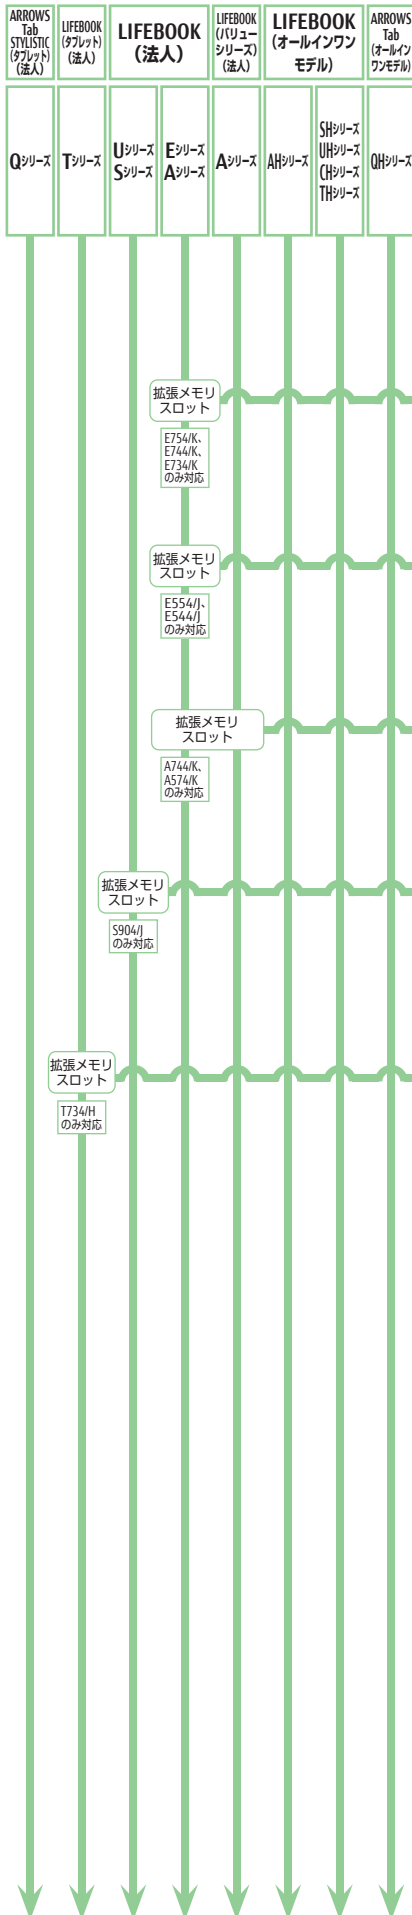 ARROWS
Tab
STYLISTIC
(タブレット)
(法人)
LIFEBOOK
(タブレット)
(法人)
LIFEBOOK
(法人)
LIFEBOOK
(バリュー
シリーズ)
(法人)
LIFEBOOK
(オールインワン
モデル)
ARROWS
Tab
(オールイン
ワンモデル)
Qシリーズ
Tシリーズ
Uシリーズ
Sシリーズ
Eシリーズ
Aシリーズ
Aシリーズ
AHシリーズ
SHシリーズ
UHシリーズ
CHシリーズ
THシリーズ
QHシリーズ
拡張メモリ
スロット
E754/K、
E744/K、
E734/K
のみ対応
拡張メモリ
スロット
E554/J、
E544/J
のみ対応
拡張メモリ
スロット
A744/K、
A574/K
のみ対応
拡張メモリ
スロット
S904/J
のみ対応
拡張メモリ
スロット
T734/H
のみ対応